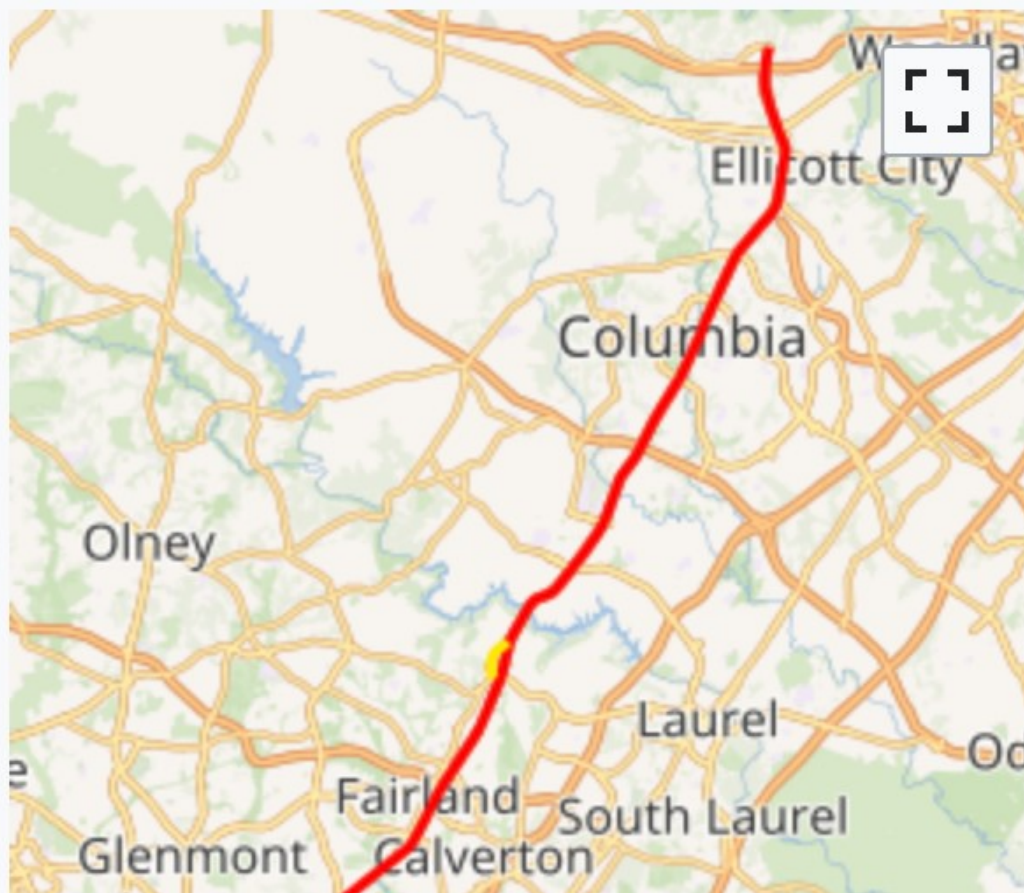 Ellicott City
Columbia
Olney
Laurel
Fairland
South Laurel
Glenmont
Calverton